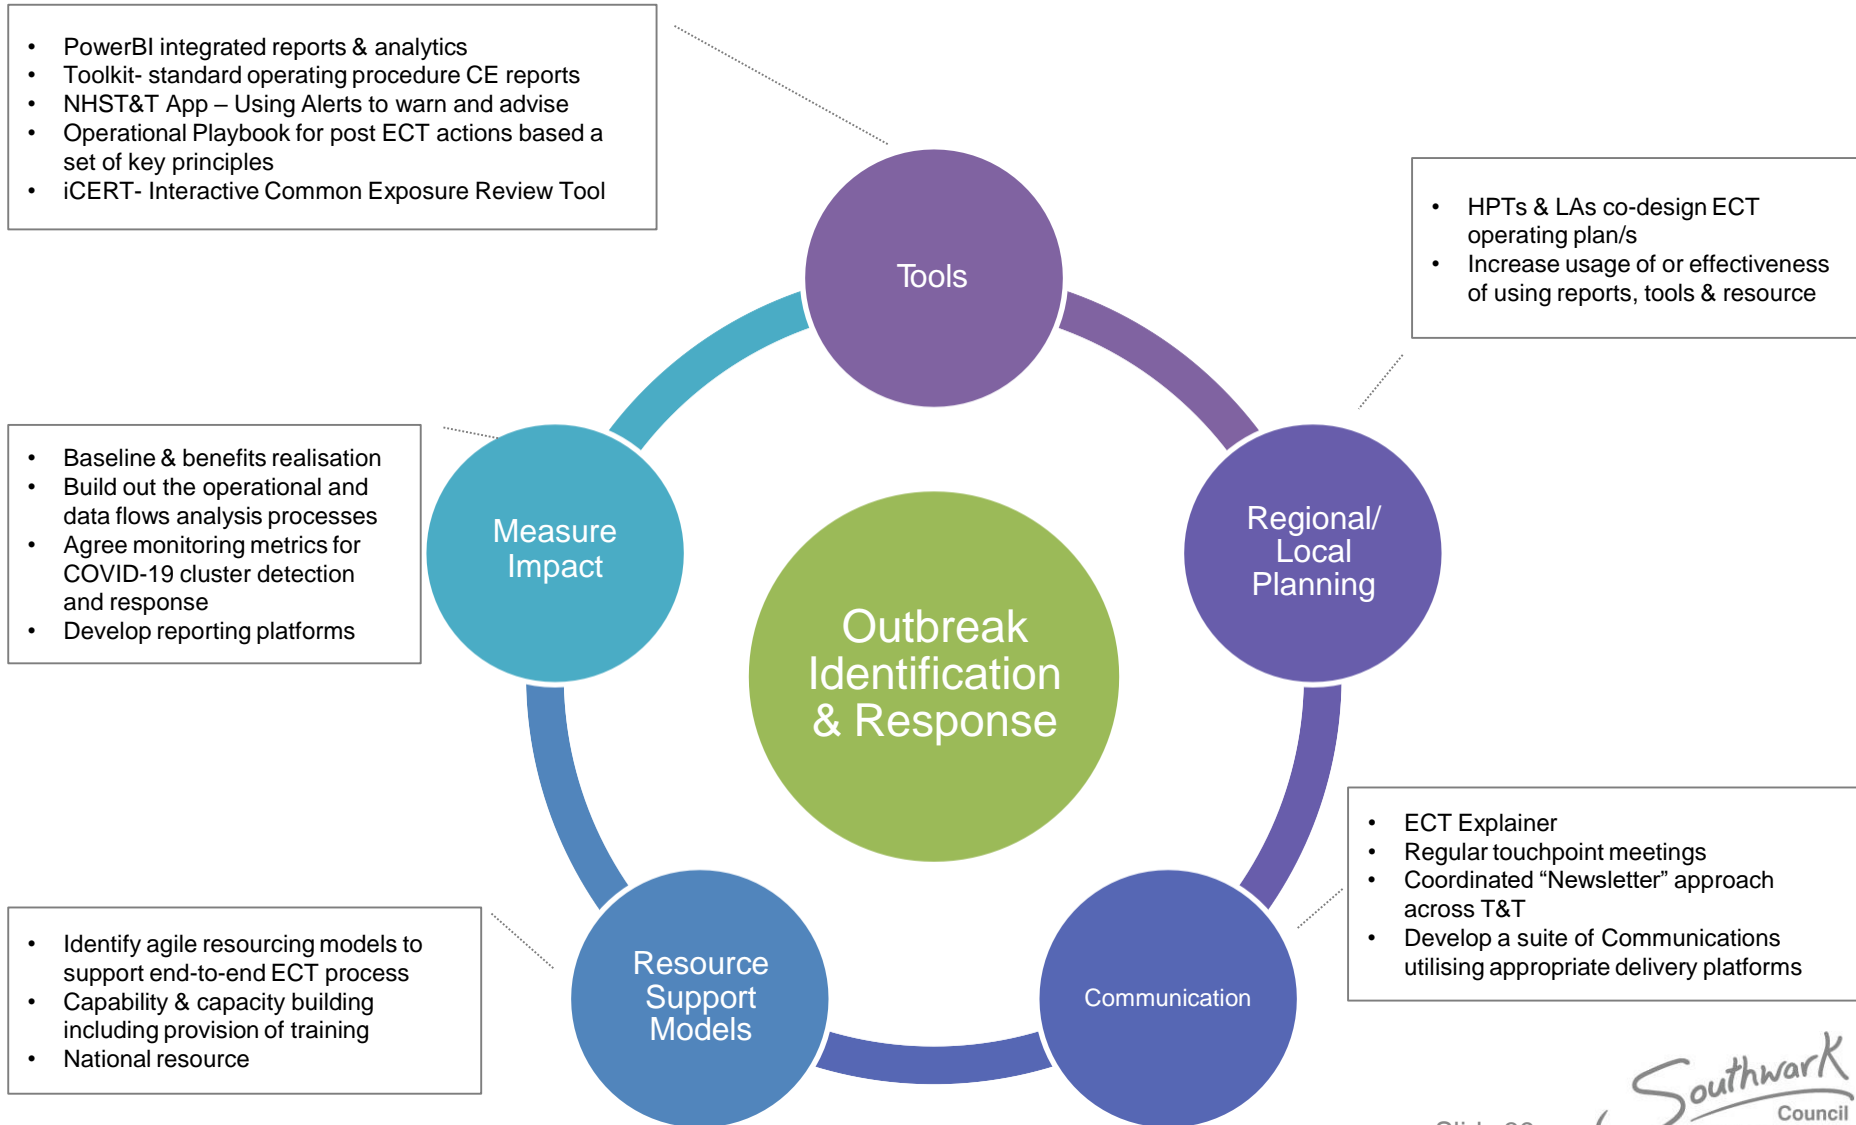 • PowerBI integrated reports & analytics
• Toolkit- standard operating procedure CE reports
• NHST&T App – Using Alerts to warn and advise
• Operational Playbook for post ECT actions based a
set of key principles
• iCERT- Interactive Common Exposure Review Tool
Tools
• HPTs & LAs co-design ECT
operating plan/s
• Increase usage of or effectiveness
of using reports, tools & resource
Regional/
Local
Planning
• Baseline & benefits realisation
• Build out the operational and
data flows analysis processes
• Agree monitoring metrics for
COVID-19 cluster detection
and response
• Develop reporting platforms
Measure
Impact
Outbreak
Identification
& Response
• ECT Explainer
• Regular touchpoint meetings
• Coordinated “Newsletter” approach
across T&T
• Develop a suite of Communications
utilising appropriate delivery platforms
Communication
• Identify agile resourcing models to
support end-to-end ECT process
• Capability & capacity building
including provision of training
• National resource
Resource
Support
Models
Southwark
Council
Slide